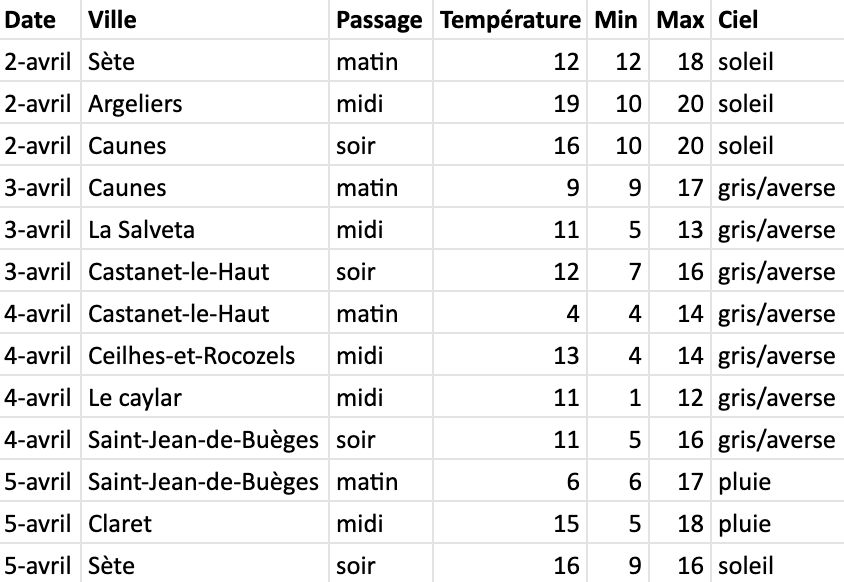 Date Ville Passage Température Min Max Ciel
2-avril Sète matin 12 12 18 soleil
2-avril Argeliers midi 19 10 20 soleil
2-avril Caunes soir 16 10 20 soleil
3-avril Caunes matin 9 9 17 gris/averse
3-avril La Salveta midi 11 5 13 gris/averse
3-avril Castanet-le-Haut soir 12 7 16 gris/averse
4-avril Castanet-le-Haut matin 4 4 14 gris/averse
4-avril Ceilhes-et-Rocozels midi 13 4 14 gris/averse
4-avril Le caylar midi 11 1 12 gris/averse
4-avril Saint-Jean-de-Buèges soir 11 5 16 gris/averse
5-avril Saint-Jean-de-Buèges matin 6 6 17 pluie
5-avril Claret midi 15 5 18 pluie
5-avril Sète soir 16 9 16 soleil